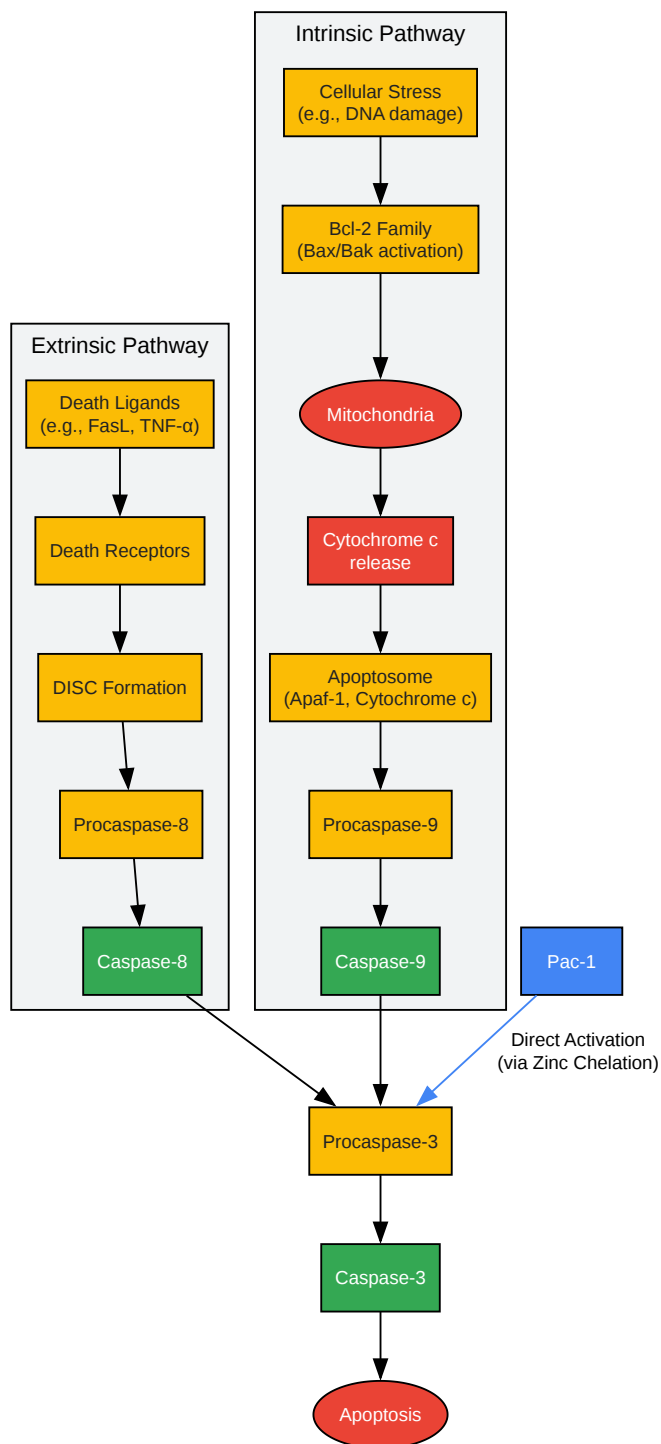 Intrinsic Pathway
Cellular Stress
(e.g., DNA damage)
Bcl-2 Family
(Bax/Bak activation)
Mitochondria
Cytochrome c
release
Apoptosome
(Apaf-1, Cytochrome c)
Procaspase-9
Caspase-9
Extrinsic Pathway
Death Ligands
(e.g., FasL, TNF-α)
Death Receptors
DISC Formation
Procaspase-8
Caspase-8
Pac-1
Direct Activation
(via Zinc Chelation)
Procaspase-3
Caspase-3
Apoptosis